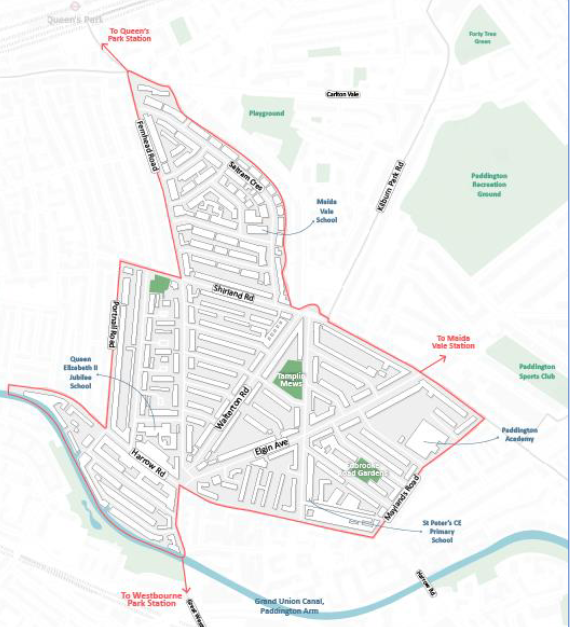 Queen's Park
To Queen's
Park Station
Forty Tree
Green
Carlton Vale
Playground
Fernhead Road
Saltram Cres
Kilburn Park Rd
Paddington
Recreation
Ground
Maida
Vale
School
Shirland Rd
Portnall Road
To Maida
Vale Station
Queen
Elizabeth II
Jubilee
School
Tamplin
Mews
Paddington
Sports Club
Walterton Rd
Paddington
Academy
Elgin Ave
Harrow Rd
Maylands Road
St Peter's CE
Primary
School
To Westbourne
Park Station
Grand Union Canal,
Paddington Arm
Harrow Rd